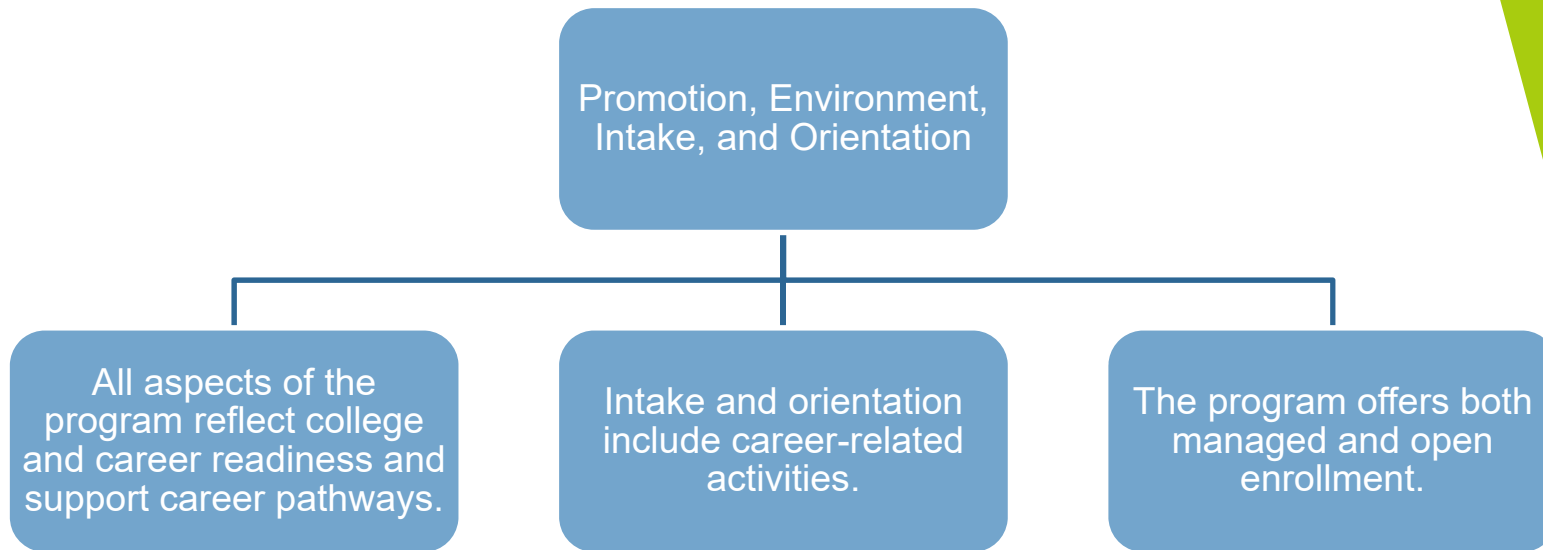 Promotion, Environment,
Intake, and Orientation
All aspects of the
program reflect college
and career readiness and
support career pathways.
Intake and orientation
include career-related
activities.
The program offers both
managed and open
enrollment.